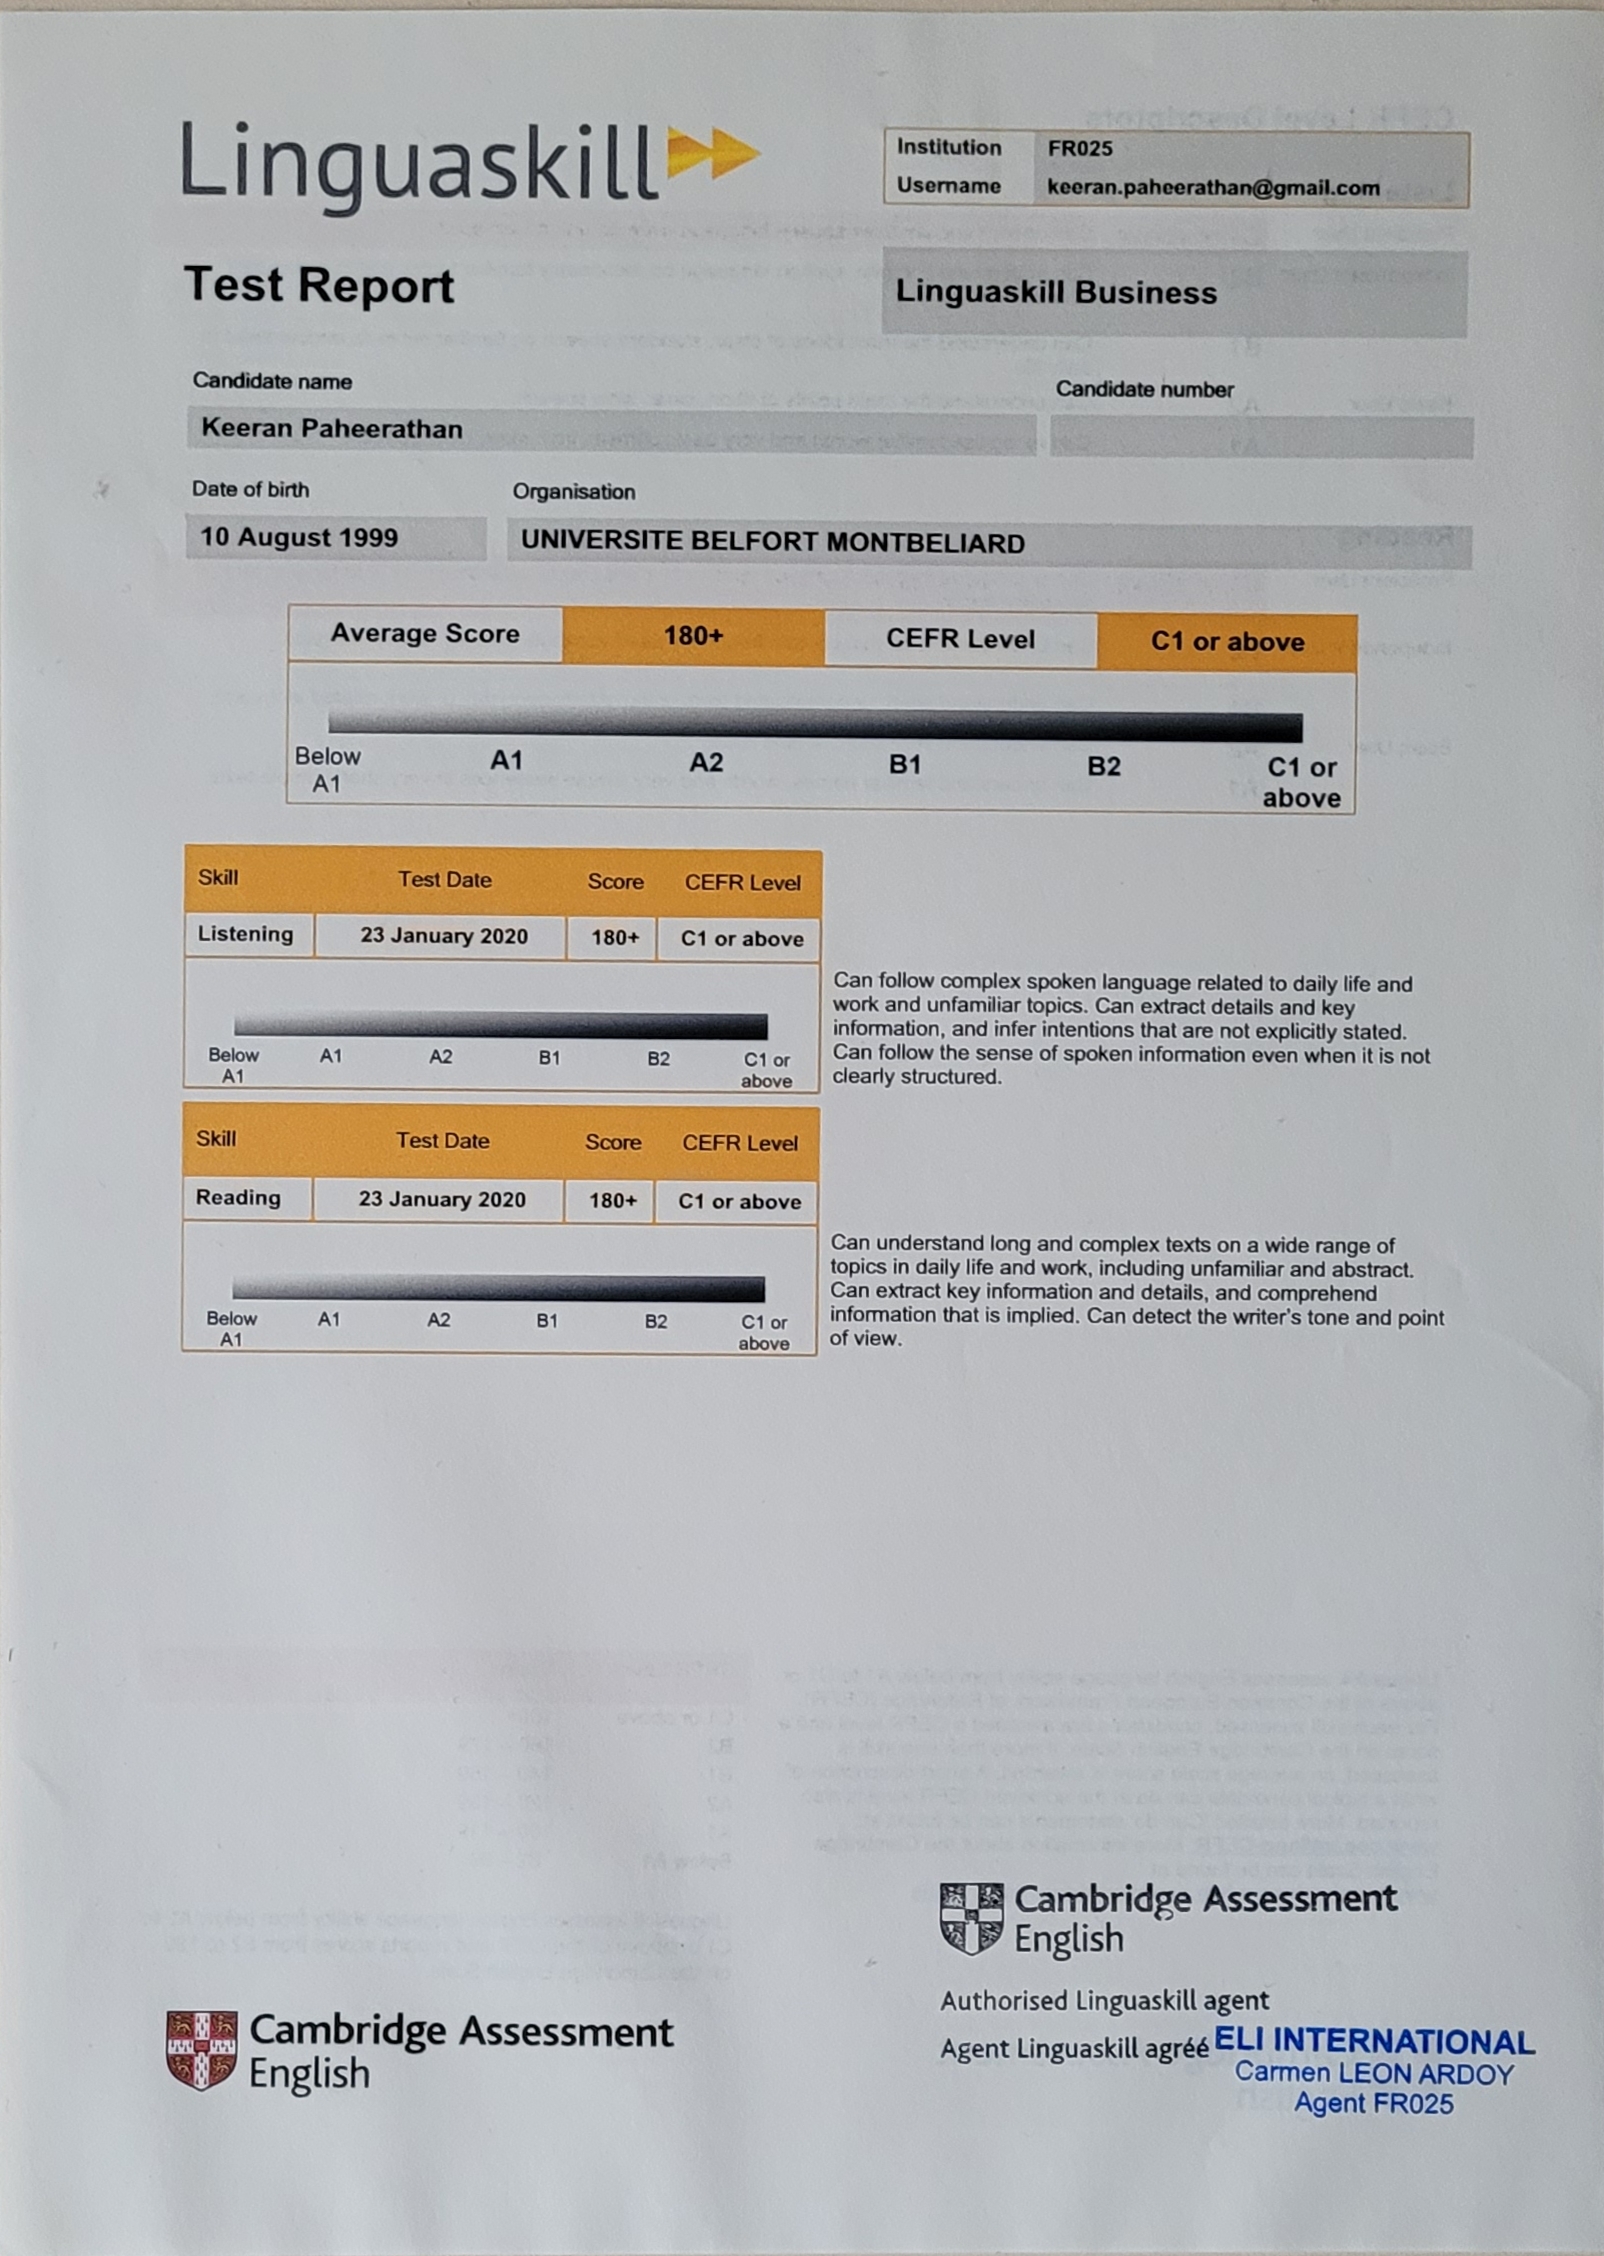 Linguaskill
Institution FR025
Username keeran.paheerathan@gmail.com
Test Report
Linguaskill Business
Candidate name
Candidate number
Keeran Paheerathan
Date of birth
Organisation
10 August 1999
UNIVERSITE BELFORT MONTBELIARD
Average Score 180+ CEFR Level C1 or above
Below A1 A1 A2 B1 B2 C1 or above
Skill Test Date Score CEFR Level
Listening 23 January 2020 180+ C1 or above
Below A1 A1 A2 B1 B2 C1 or above
Can follow complex spoken language related to daily life and
work and unfamiliar topics. Can extract details and key
information, and infer intentions that are not explicitly stated.
Can follow the sense of spoken information even when it is not
clearly structured.
Skill Test Date Score CEFR Level
Reading 23 January 2020 180+ C1 or above
Below A1 A1 A2 B1 B2 C1 or above
Can understand long and complex texts on a wide range of
topics in daily life and work, including unfamiliar and abstract.
Can extract key information and details, and comprehend
information that is implied. Can detect the writer's tone and point
of view.
Cambridge Assessment
English
Authorised Linguaskill agent
Agent Linguaskill agréé
ELI INTERNATIONAL
Carmen LEON ARDOY
Agent FR025
Cambridge Assessment
English